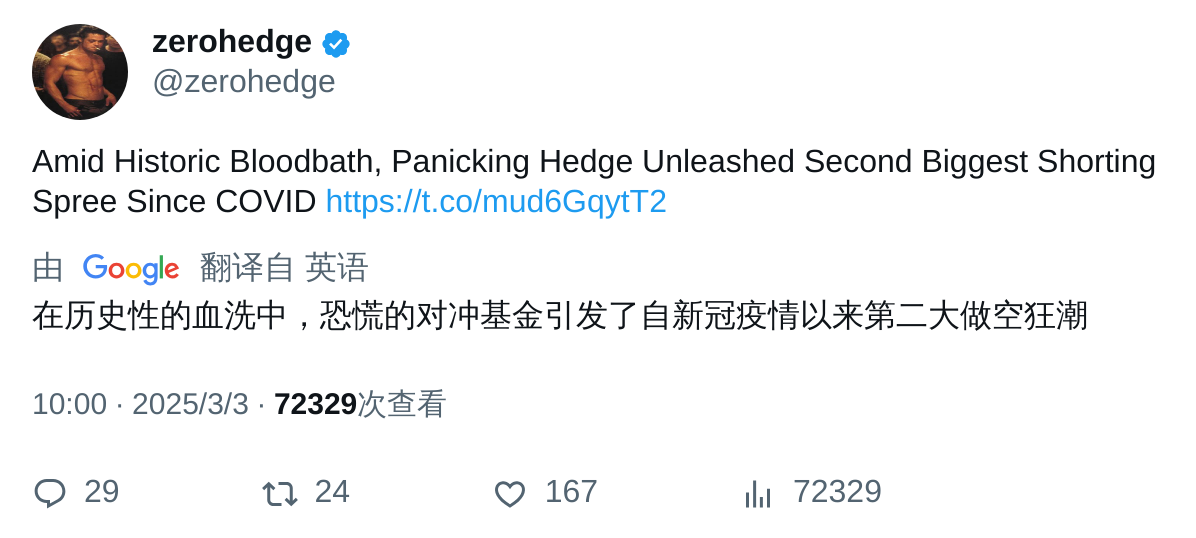 zerohedge
@zerohedge
Amid Historic Bloodbath, Panicking Hedge Unleashed Second Biggest Shorting
Spree Since COVID https://t.co/mud6GqytT2
由 Google 翻译自 英语
在历史性的血洗中，恐慌的对冲基金引发了自新冠疫情以来第二大做空狂潮
10:00 · 2025/3/3 · 72329次查看
29 24 167 72329